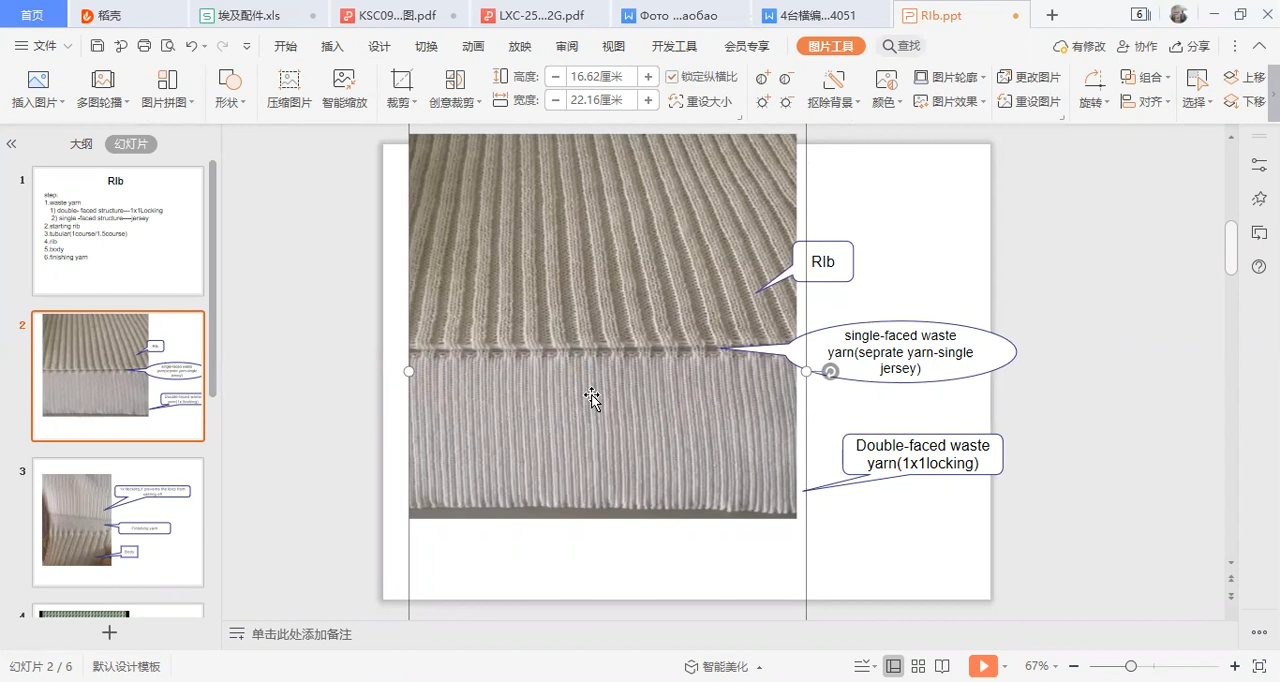 首页
稻壳
埃及配件.xls
KSC09...图.pdf
LXC-25...2G.pdf
Фото ...аобао
4台横编...4051
RIb.ppt
6
文件
开始
插入
设计
切换
动画
放映
审阅
视图
开发工具
会员专享
图片工具
查找
有修改
协作
分享
插入图片
多图轮播
图片拼图
形状
压缩图片
智能缩放
裁剪
创意裁剪
高度:
16.62厘米
宽度:
22.16厘米
锁定纵横比
重设大小
抠除背景
颜色
图片轮廓
图片效果
更改图片
重设图片
旋转
组合
对齐
选择
上移
下移
大纲
幻灯片
1
RIb
step:
1.waste yarn
1) double- faced structure---1x1Locking
2) single -faced structure----jersey
2.starting rib
3.tubular(1course/1.5course)
4.rib
5.body
6.finishing yarn
2
3
Finishing yarn
4
RIb
single-faced waste
yarn(seprate yarn-single
jersey)
Double-faced waste
yarn(1x1locking)
单击此处添加备注
幻灯片 2 / 6
默认设计模板
智能美化
67%